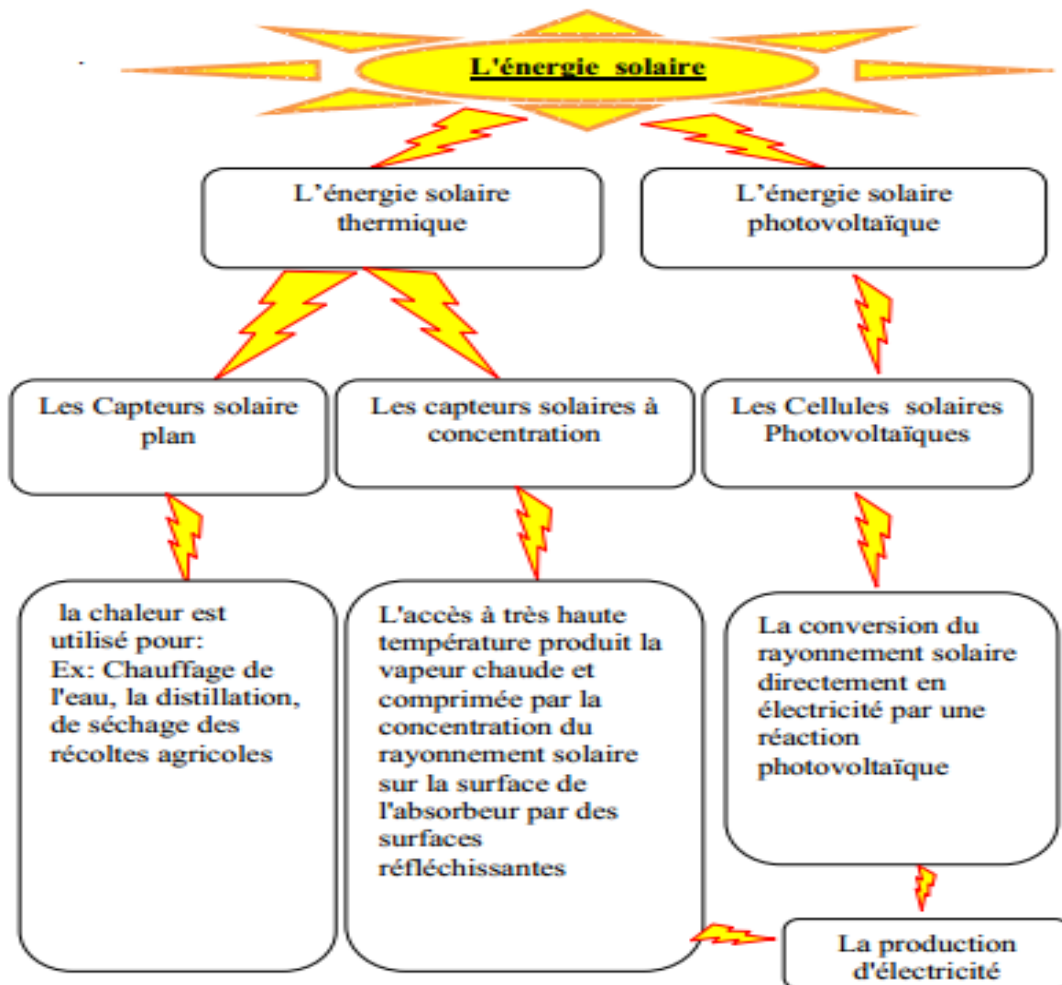 L'énergie solaire
L'énergie solaire
thermique
L'énergie solaire
photovoltaïque
Les Capteurs solaire
plan
Les capteurs solaires à
concentration
Les Cellules solaires
Photovoltaïques
la chaleur est
utilisé pour:
Ex: Chauffage de
l'eau, la distillation,
de séchage des
récoltes agricoles
L'accès à très haute
température produit la
vapeur chaude et
comprimée par la
concentration du
rayonnement solaire
sur la surface de
l'absorbeur par des
surfaces
réfléchissantes
La conversion du
rayonnement solaire
directement en
électricité par une
réaction
photovoltaïque
La production
d'électricité